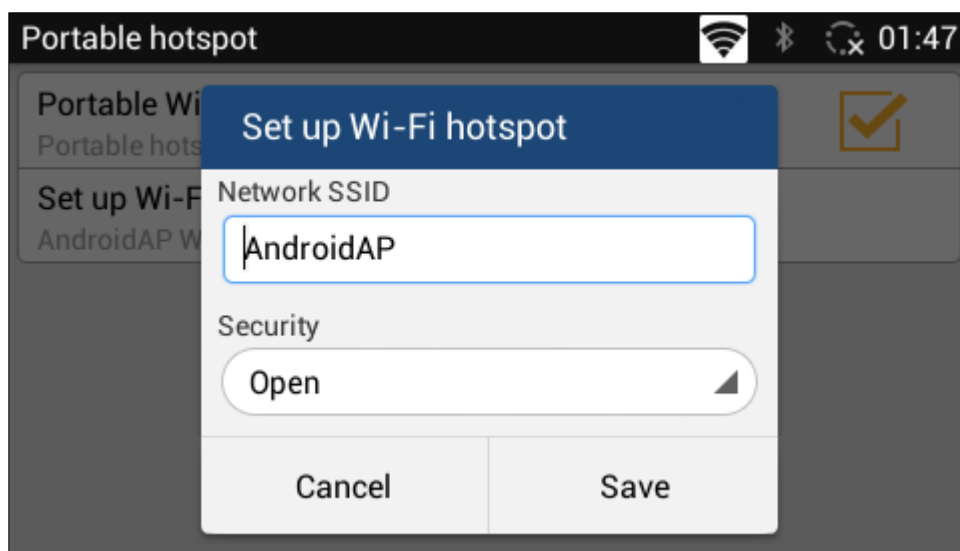 Portable hotspot 01:47
Portable Wi
Portable hots
Set up Wi-F
AndroidAP W
Set up Wi-Fi hotspot
Network SSID
AndroidAP
Security
Open
Cancel Save